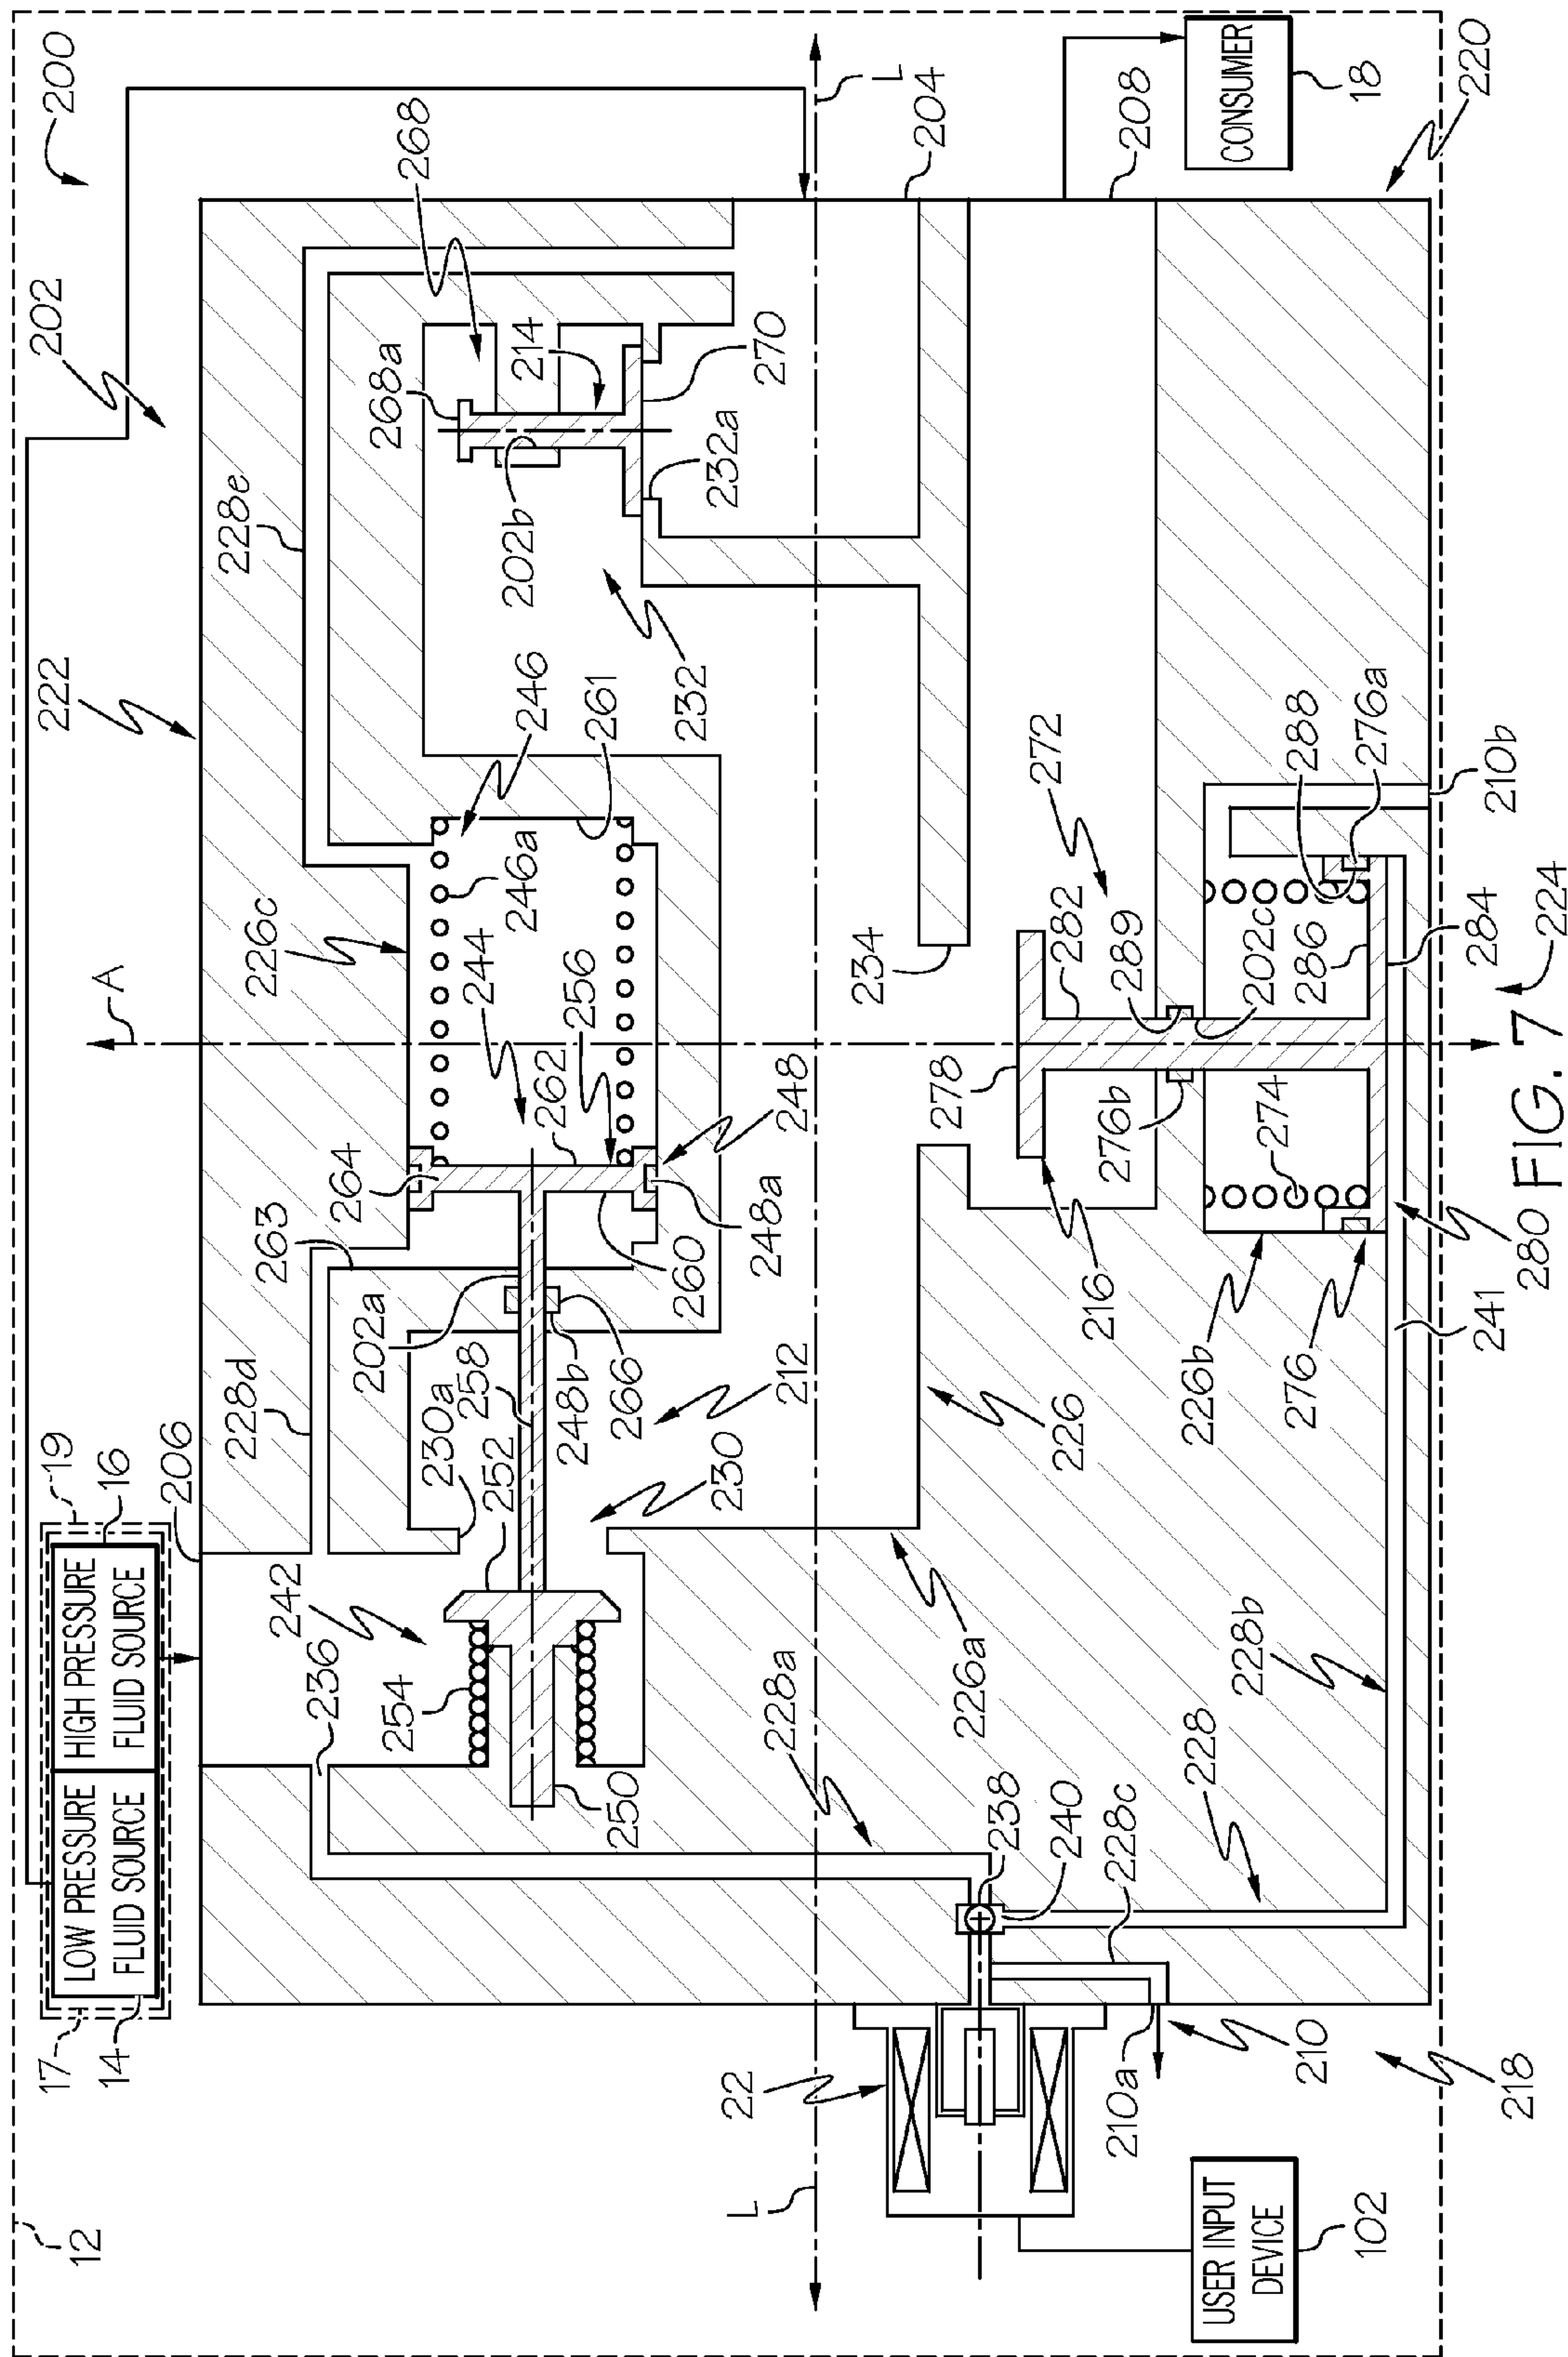 12
17
14
LOW PRESSURE
FLUID SOURCE
HIGH PRESSURE
FLUID SOURCE
19
16
206
222
202
200
236
242
228d
263
A
226c
228e
268
254
252
230a
202a
264
244
246a
246
261
268a
214
250
258
248b
266
262
256
260
248
248a
202b
232a
270
232
230
212
L
L
204
228a
226a
226
234
208
CONSUMER
18
22
238
240
228c
228
228b
278
216
276b
289
282
272
274
202c
286
288
276a
210b
226b
276
241
280
284
210a
210
218
220
224
USER INPUT
DEVICE
102
FIG. 7